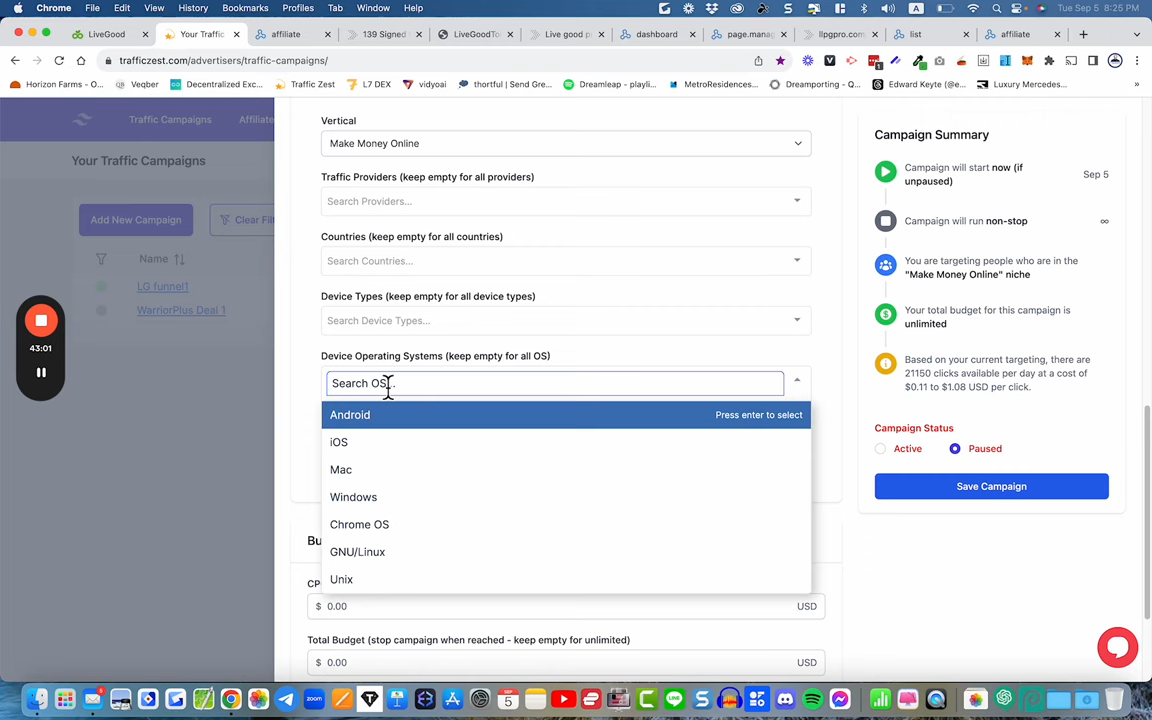 Chrome File Edit View History Bookmarks Profiles Tab Window Help Tue Sep 5 8:25 PM
LiveGood Your Traffic affiliate 139 Signed LiveGoodTo Live good p dashboard page.mana llpgpro.com list affiliate
trafficzest.com/advertisers/traffic-campaigns/
Horizon Farms - O... Veqber Decentralized Exc... Traffic Zest L7 DEX vidyoai thortful | Send Gre... Dreamleap - playli... MetroResidences:... Dreamporting - Q... Edward Keyte (@e... Luxury Mercedes...
Traffic Campaigns Affiliate
Your Traffic Campaigns
Add New Campaign Clear Filt
Name
LG funnel1
WarriorPlus Deal 1
43:01
Vertical
Make Money Online
Traffic Providers (keep empty for all providers)
Search Providers...
Countries (keep empty for all countries)
Search Countries...
Device Types (keep empty for all device types)
Search Device Types...
Device Operating Systems (keep empty for all OS)
Search OS...
Android Press enter to select
iOS
Mac
Windows
Chrome OS
GNU/Linux
Unix
Bu
CP
$ 0.00 USD
Total Budget (stop campaign when reached - keep empty for unlimited)
$ 0.00 USD
Campaign Summary
Campaign will start now (if
unpaused)
Sep 5
Campaign will run non-stop ∞
You are targeting people who are in the
"Make Money Online" niche
Your total budget for this campaign is
unlimited
Based on your current targeting, there are
21150 clicks available per day at a cost of
$0.11 to $1.08 USD per click.
Campaign Status
Active Paused
Save Campaign